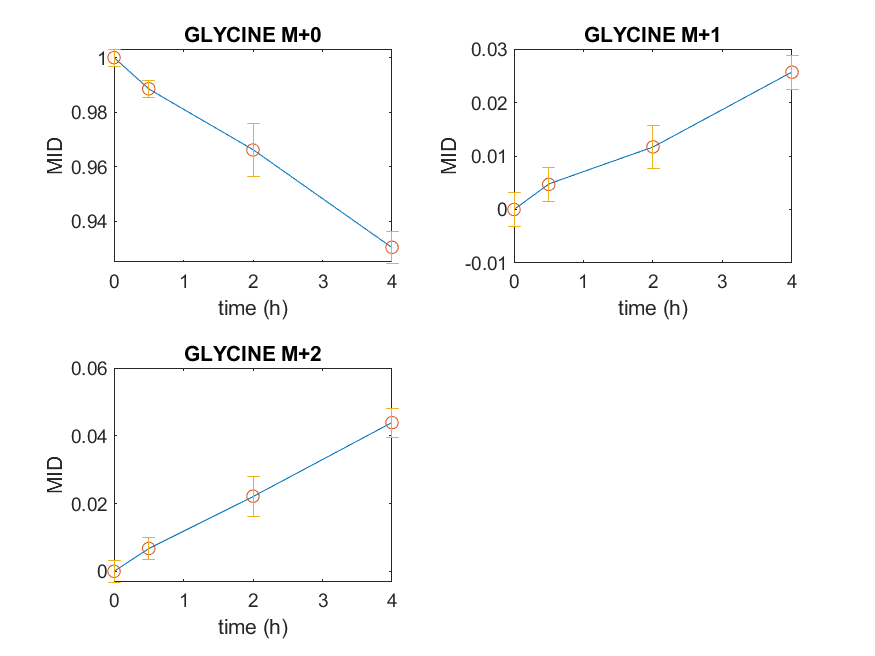 GLYCINE M+0
1
0.98
0.96
0.94
MID
0 1 2 3 4
time (h)
GLYCINE M+1
0.03
0.02
0.01
0
-0.01
MID
0 1 2 3 4
time (h)
GLYCINE M+2
0.06
0.04
0.02
0
MID
0 1 2 3 4
time (h)